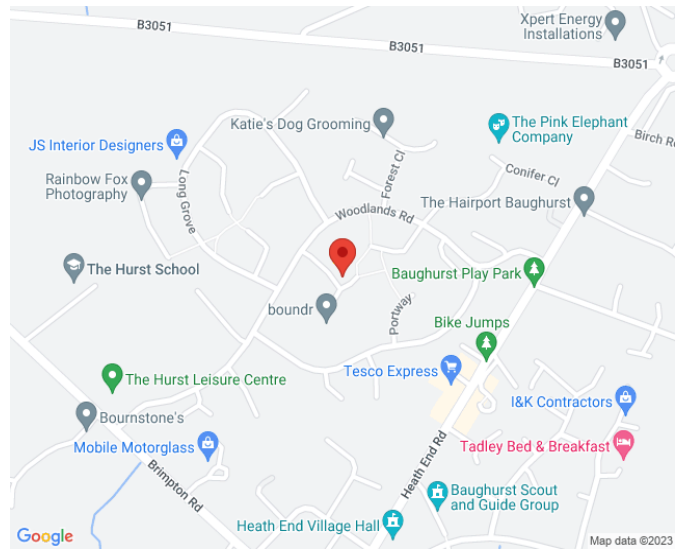 Xpert Energy
Installations
B3051
B3051
B3051
Katie's Dog Grooming
The Pink Elephant
Company
Birch Rd
JS Interior Designers
Forest Cl
Conifer Cl
Rainbow Fox
Photography
Long Grove
Woodlands Rd
The Hairport Baughurst
The Hurst School
Baughurst Play Park
boundr
Portway
Bike Jumps
Tesco Express
The Hurst Leisure Centre
I&K Contractors
Bournstone's
Mobile Motorglass
Tadley Bed & Breakfast
Heath End Rd
Brimpton Rd
Baughurst Scout
and Guide Group
Heath End Village Hall
Google
Map data ©2023